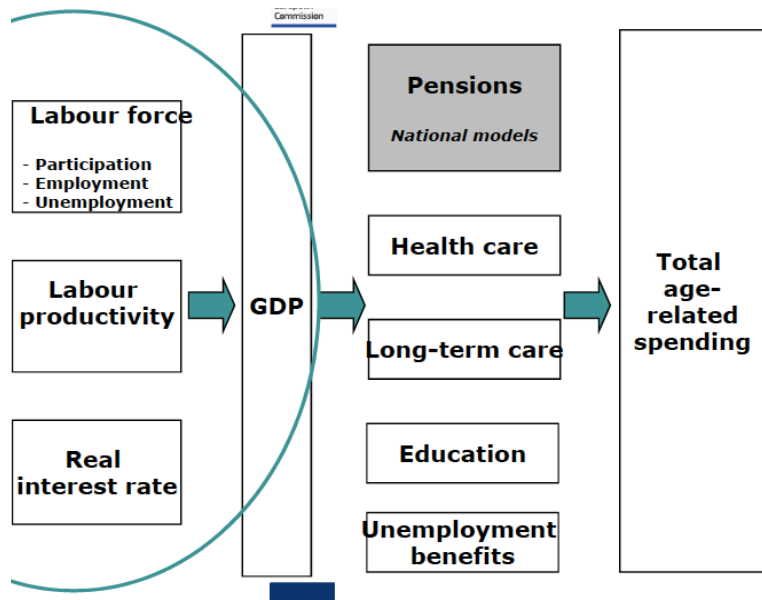 Commission
Labour force
- Participation
- Employment
- Unemployment
Labour
productivity
Real
interest rate
GDP
Pensions
National models
Health care
Long-term care
Education
Unemployment
benefits
Total
age-
related
spending